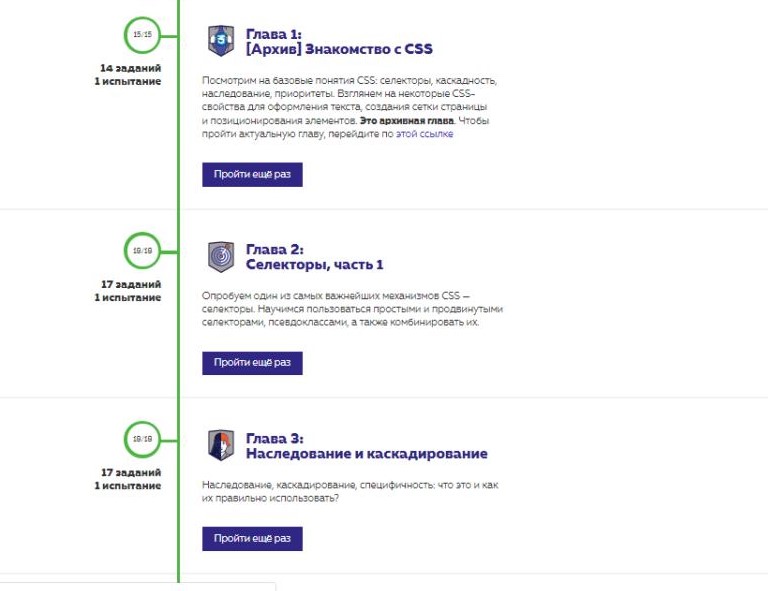 15/15
Глава 1:
[Архив] Знакомство с CSS
14 заданий
1 испытание
Посмотрим на базовые понятия CSS: селекторы, каскадность,
наследование, приоритеты. Взглянем на некоторые CSS-
свойства для оформления текста, создания сетки страницы
и позиционирования элементов. Это архивная глава. Чтобы
пройти актуальную главу, перейдите по этой ссылке
Пройти ещё раз
18/18
Глава 2:
Селекторы, часть 1
17 заданий
1 испытание
Опробуем один из самых важнейших механизмов CSS —
селекторы. Научимся пользоваться простыми и продвинутыми
селекторами, псевдоклассами, а также комбинировать их.
Пройти ещё раз
18/18
Глава 3:
Наследование и каскадирование
17 заданий
1 испытание
Наследование, каскадирование, специфичность: что это и как
их правильно использовать?
Пройти ещё раз